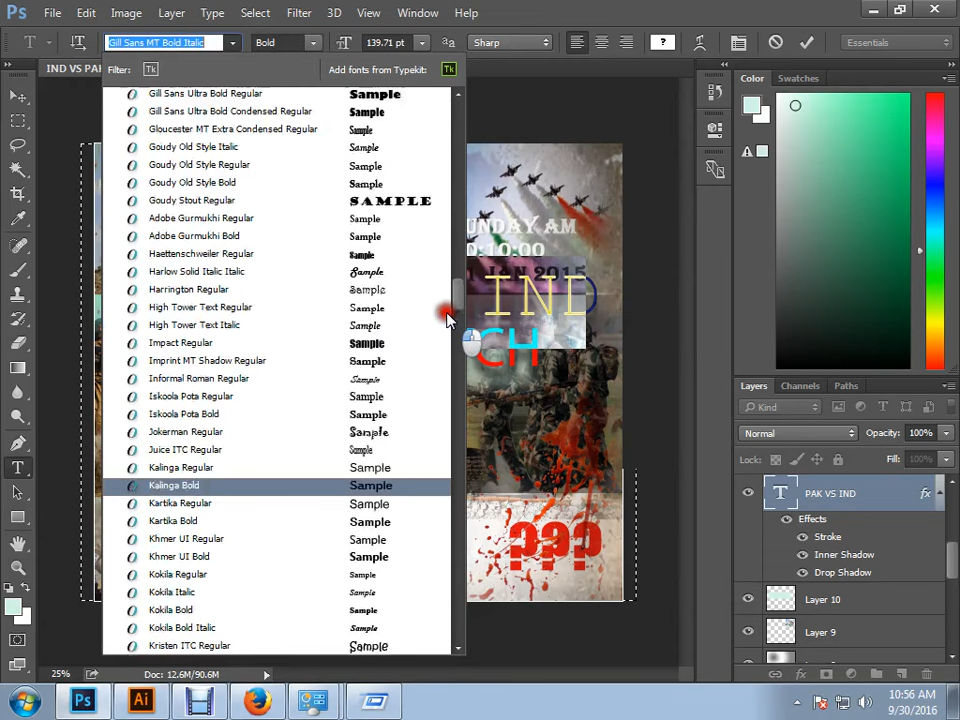 Ps File Edit Image Layer Type Select Filter 3D View Window Help
Gill Sans MT Bold Italic Bold 139.71 pt Sharp ? Essentials
IND VS PA
Filter: Tk Add fonts from Typekit: Tk
Gill Sans Ultra Bold Regular Sample
Gill Sans Ultra Bold Condensed Regular Sample
Gloucester MT Extra Condensed Regular Sample
Goudy Old Style Italic Sample
Goudy Old Style Regular Sample
Goudy Old Style Bold Sample
Goudy Stout Regular SAMPLE
Adobe Gurmukhi Regular Sample
Adobe Gurmukhi Bold Sample
Haettenschweiler Regular Sample
Harlow Solid Italic Italic Sample
Harrington Regular Sample
High Tower Text Regular Sample
High Tower Text Italic Sample
Impact Regular Sample
Imprint MT Shadow Regular Sample
Informal Roman Regular Sample
Iskoola Pota Regular Sample
Iskoola Pota Bold Sample
Jokerman Regular Sample
Juice ITC Regular Sample
Kalinga Regular Sample
Kalinga Bold Sample
Kartika Regular Sample
Kartika Bold Sample
Khmer UI Regular Sample
Khmer UI Bold Sample
Kokila Regular Sample
Kokila Italic Sample
Kokila Bold Sample
Kokila Bold Italic Sample
Kristen ITC Regular Sample
UNDAY AM
0:10:00
JAN 2015
IND
CH
???
Color Swatches
Layers Channels Paths
Kind
Normal Opacity: 100%
Lock: Fill: 100%
T PAK VS IND fx
Effects
Stroke
Inner Shadow
Drop Shadow
Layer 10
Layer 9
25% Doc: 12.6M/90.6M
Ps Ai
10:56 AM
9/30/2016